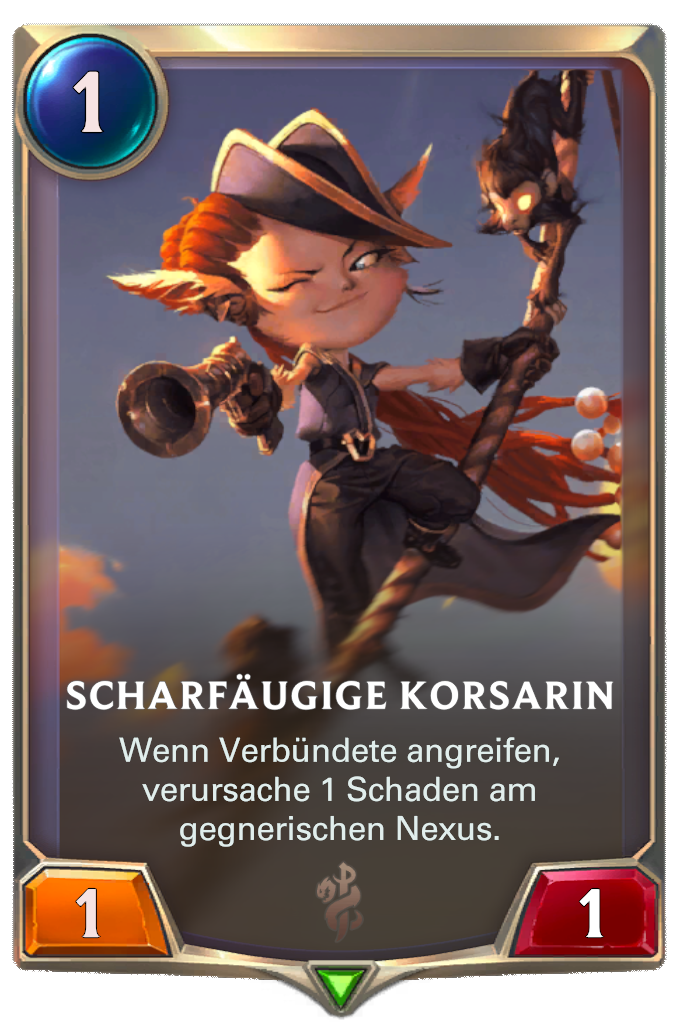 1
SCHARFÄUGIGE KORSARIN
Wenn Verbündete angreifen,
verursache 1 Schaden am
gegnerischen Nexus.
1
1